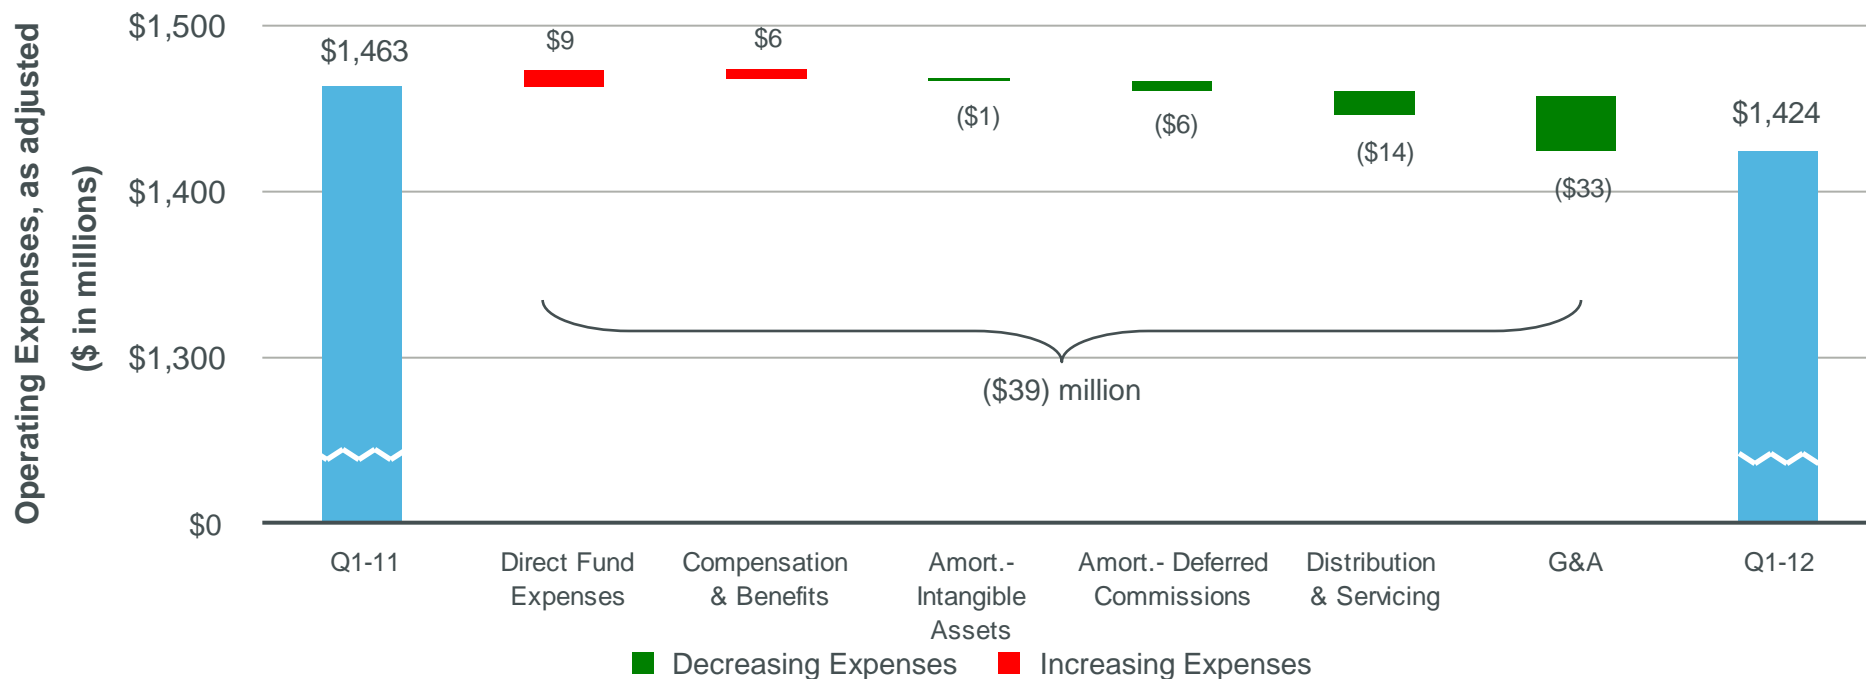 Operating Expenses, as adjusted
($ in millions)
$1,500
$1,400
$1,300
$0
$1,463
$9
$6
($1)
($6)
($14)
($33)
$1,424
($39) million
Q1-11
Direct Fund
Expenses
Compensation
& Benefits
Amort.-
Intangible
Assets
Amort.- Deferred
Commissions
Distribution
& Servicing
G&A
Q1-12
Decreasing Expenses
Increasing Expenses